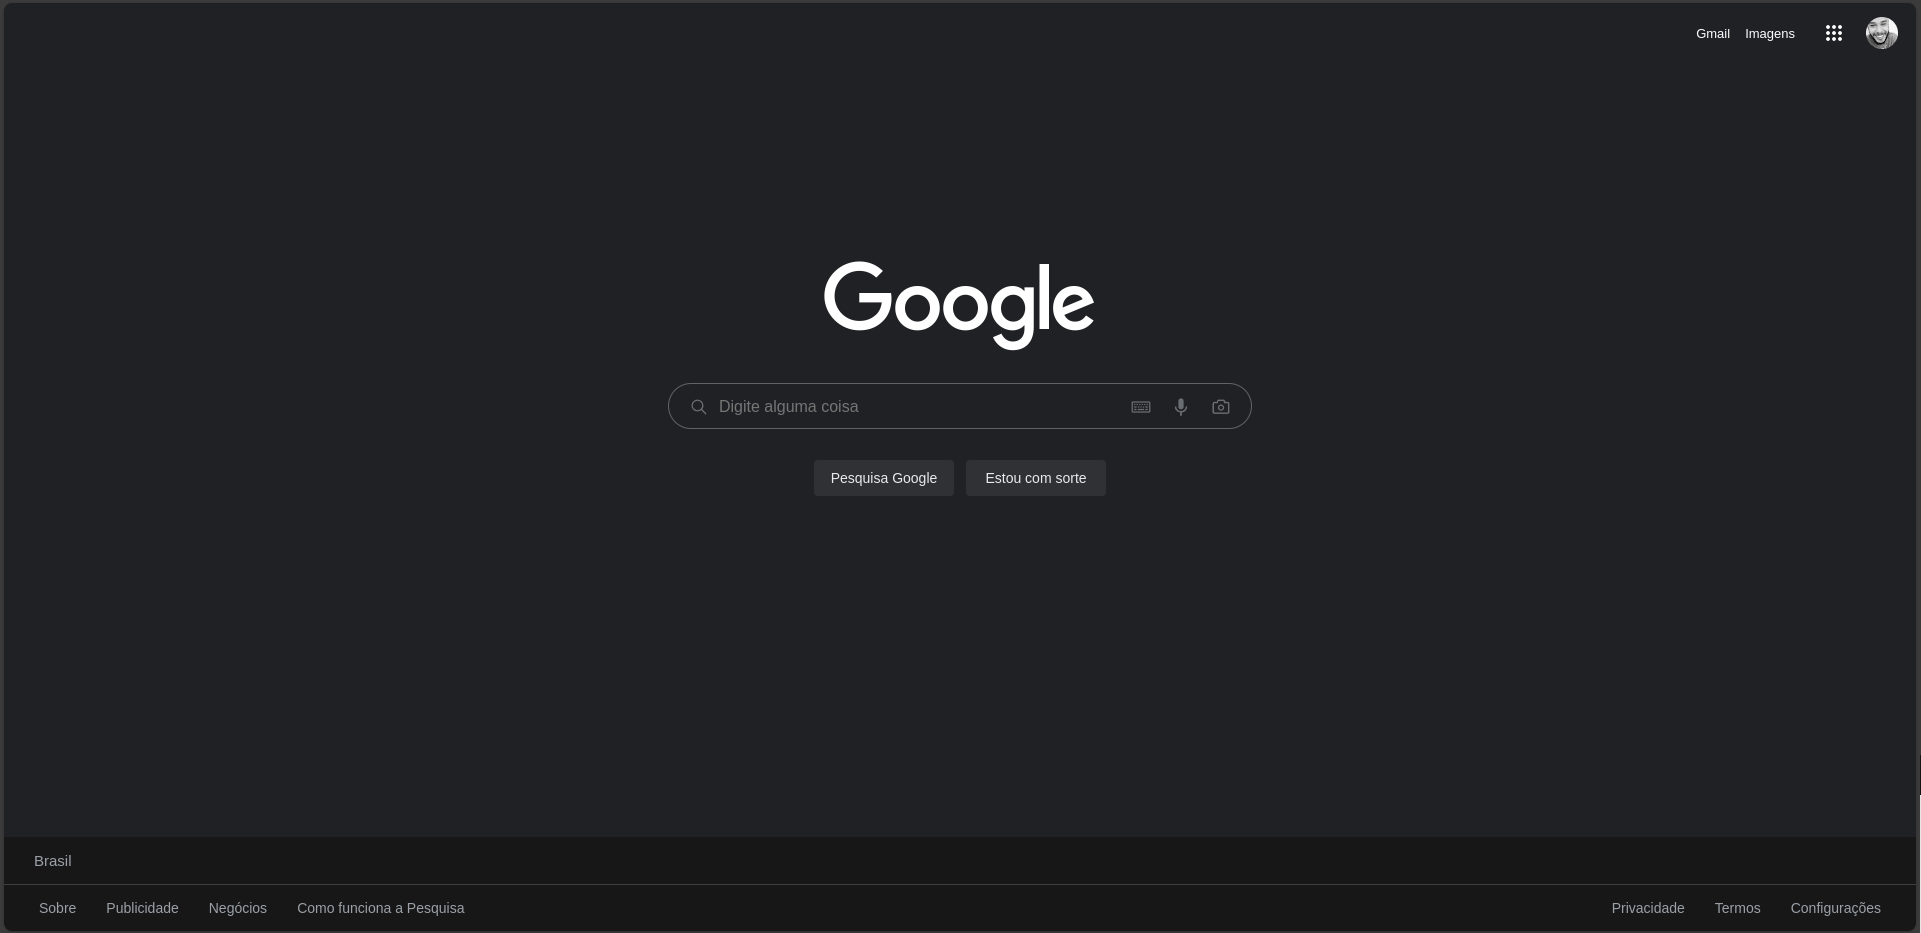 Gmail Imagens
Google
Digite alguma coisa
Pesquisa Google Estou com sorte
Brasil
Sobre Publicidade Negócios Como funciona a Pesquisa Privacidade Termos Configurações